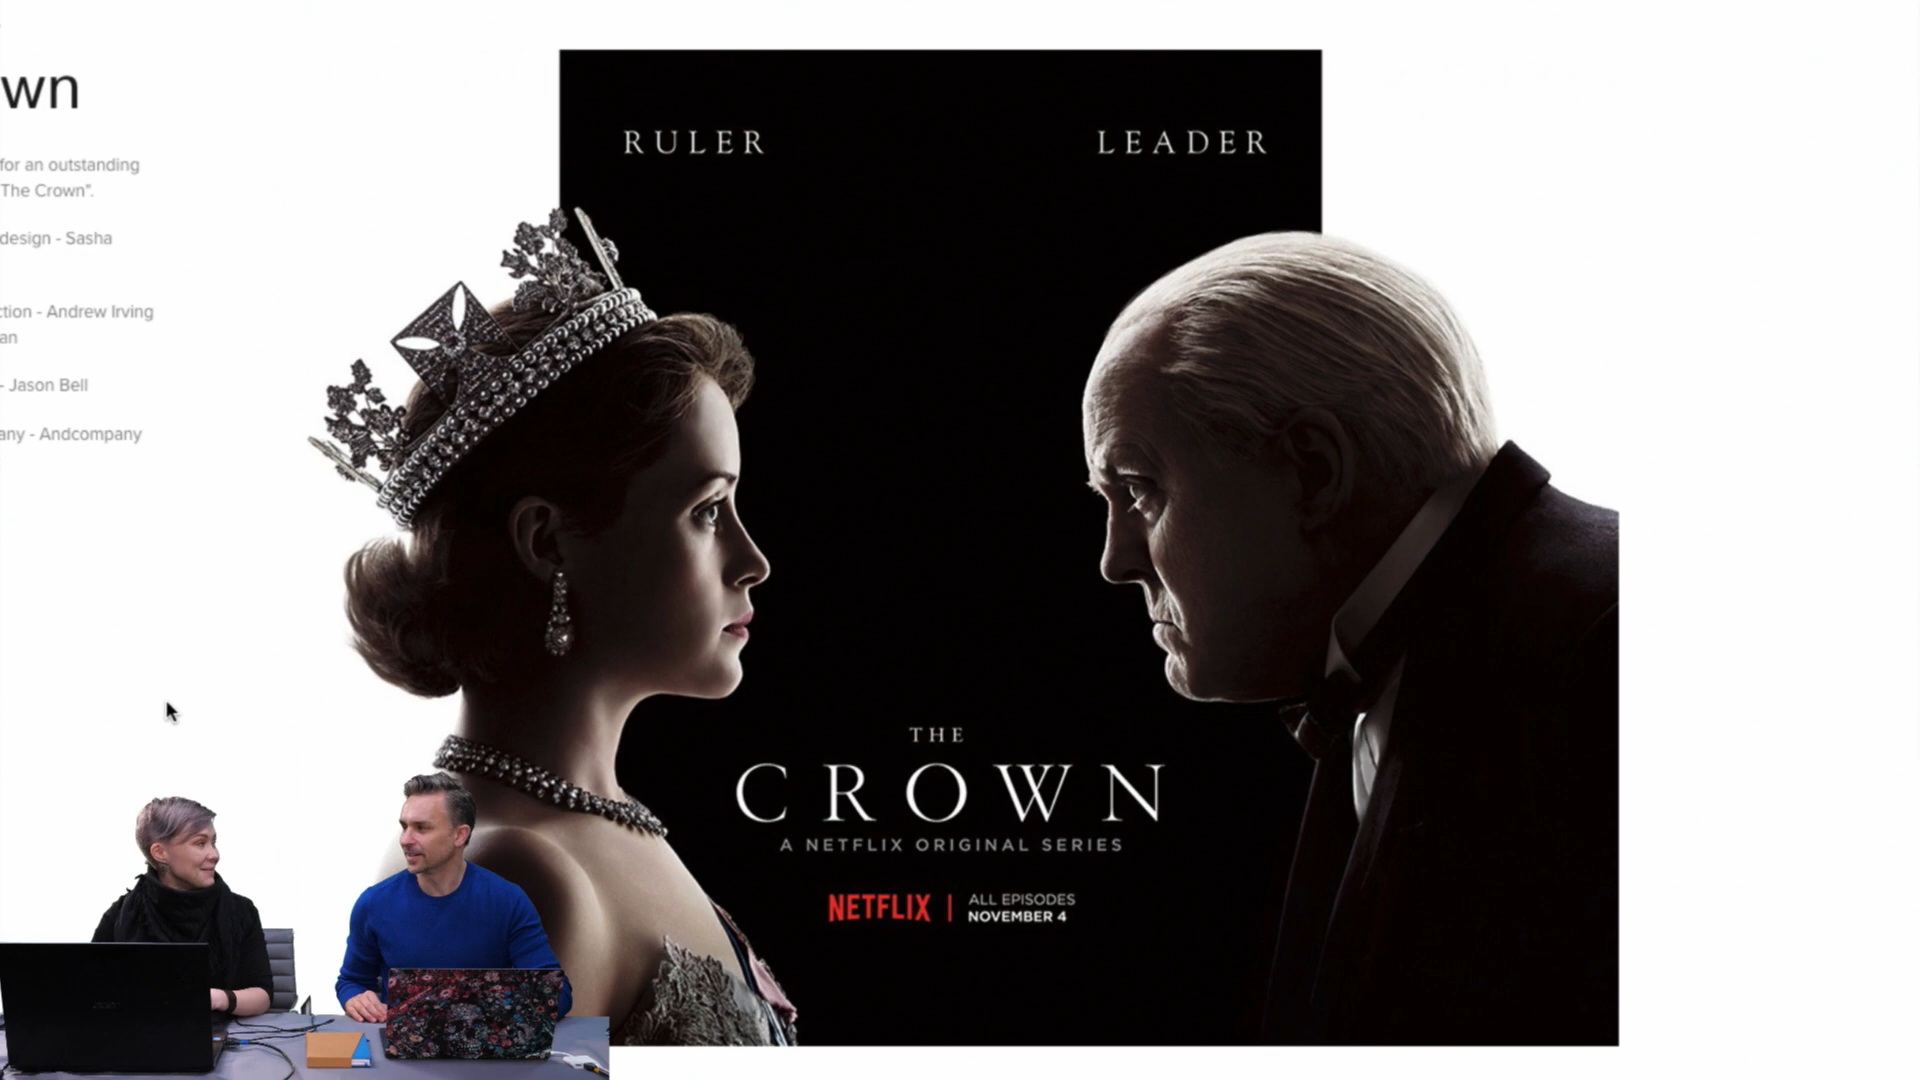 wn
for an outstanding
The Crown".
design - Sasha
ction - Andrew Irving
an
- Jason Bell
any - Andcompany
RULER
LEADER
THE
CROWN
A NETFLIX ORIGINAL SERIES
NETFLIX | ALL EPISODES
NOVEMBER 4
acer